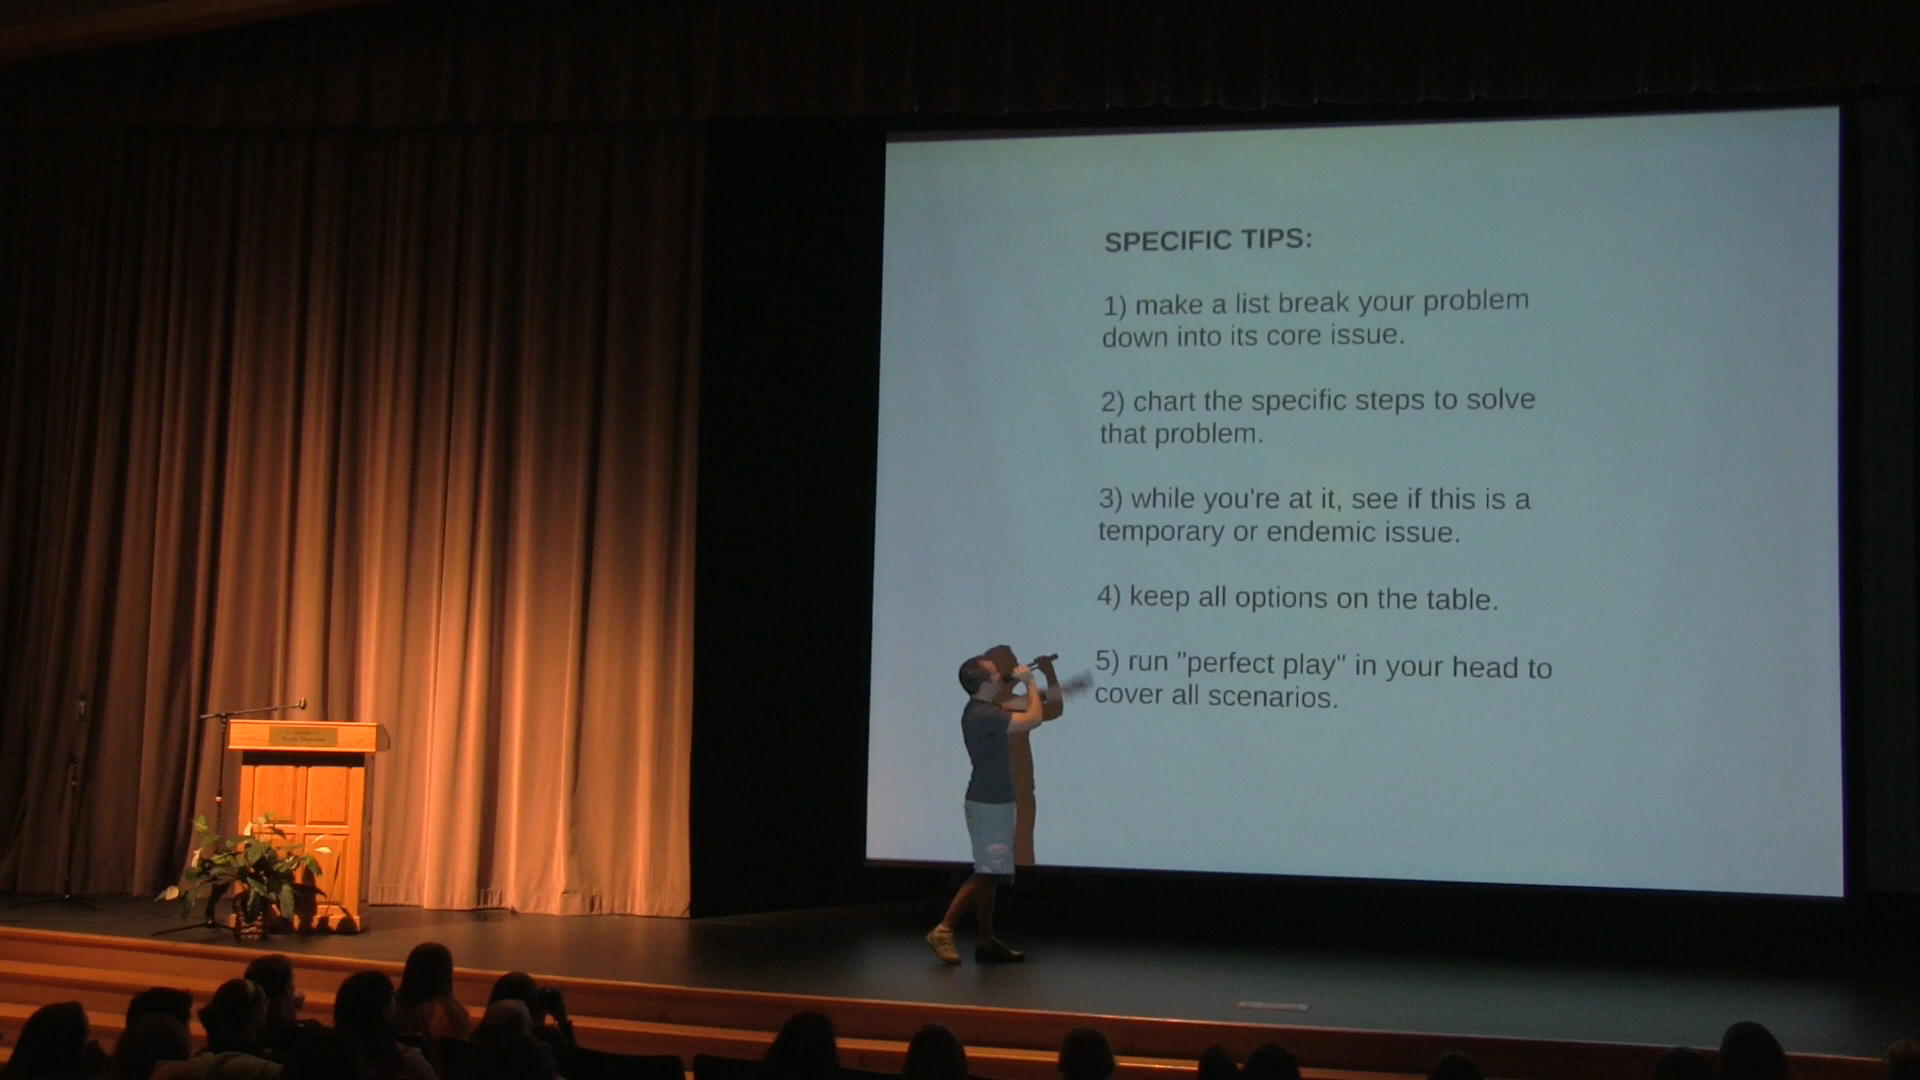 SPECIFIC TIPS:
1) make a list break your problem
down into its core issue.
2) chart the specific steps to solve
that problem.
3) while you're at it, see if this is a
temporary or endemic issue.
4) keep all options on the table.
5) run "perfect play" in your head to
cover all scenarios.